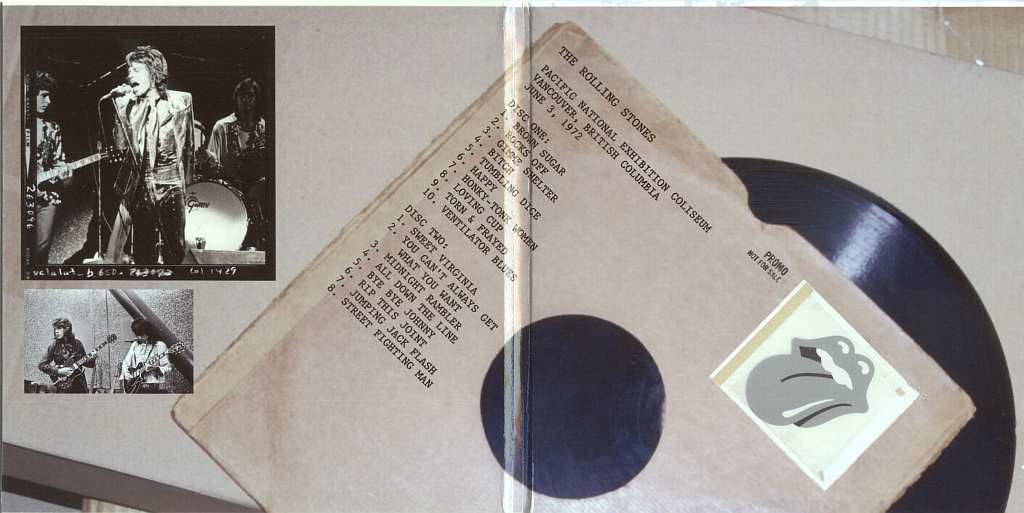 THE ROLLING STONES
PACIFIC NATIONAL EXHIBITION COLISEUM
VANCOUVER, BRITISH COLUMBIA
JUNE 3, 1972
DISC ONE:
1. BROWN SUGAR
2. ROCKS OFF
3. GIMME SHELTER
4. BITCH
5. TUMBLING DICE
6. HAPPY
7. HONKY-TONK WOMEN
8. LOVING CUP
9. TORN & FRAYED
10. VENTILATOR BLUES
DISC TWO:
1. SWEET VIRGINIA
2. YOU CAN'T ALWAYS GET
WHAT YOU WANT
3. MIDNIGHT RAMBLER
4. ALL DOWN THE LINE
5. BYE BYE JOHNNY
6. RIP THIS JOINT
7. JUMPING JACK FLASH
8. STREET FIGHTING MAN
PROMO
NOT FOR SALE